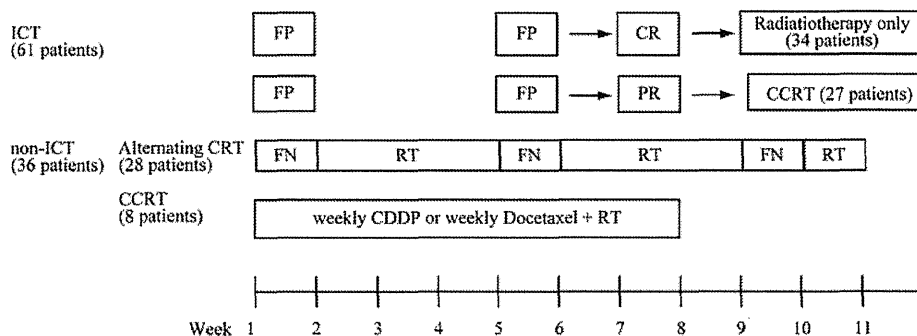 ICT
(61 patients)
FP
FP
CR
Radiatiotherapy only
(34 patients)
FP
FP
PR
CCRT (27 patients)
non-ICT
(36 patients)
Alternating CRT
(28 patients)
FN
RT
FN
RT
FN
RT
CCRT
(8 patients)
weekly CDDP or weekly Docetaxel + RT
Week 1 2 3 4 5 6 7 8 9 10 11